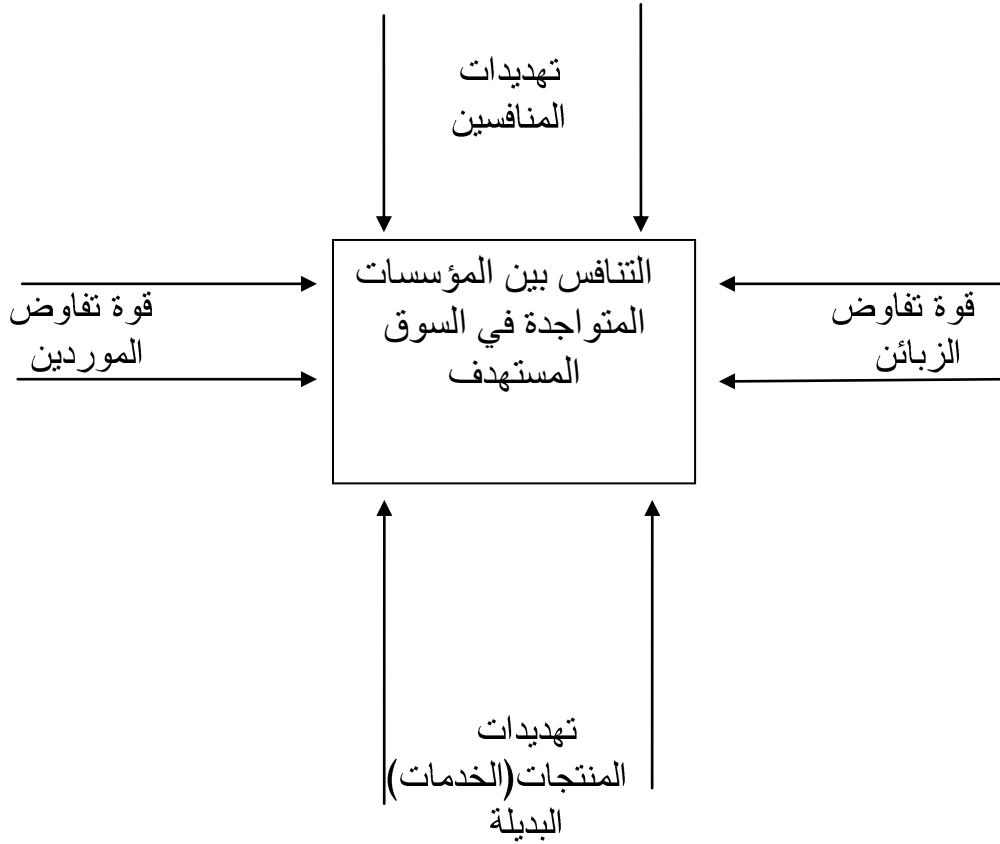 تهديدات
المنافسين
التنافس بين المؤسسات
المتواجدة في السوق
المستهدف
قوة تفاوض
الزبائن
قوة تفاوض
الموردين
تهديدات
المنتجات(الخدمات)
البديلة